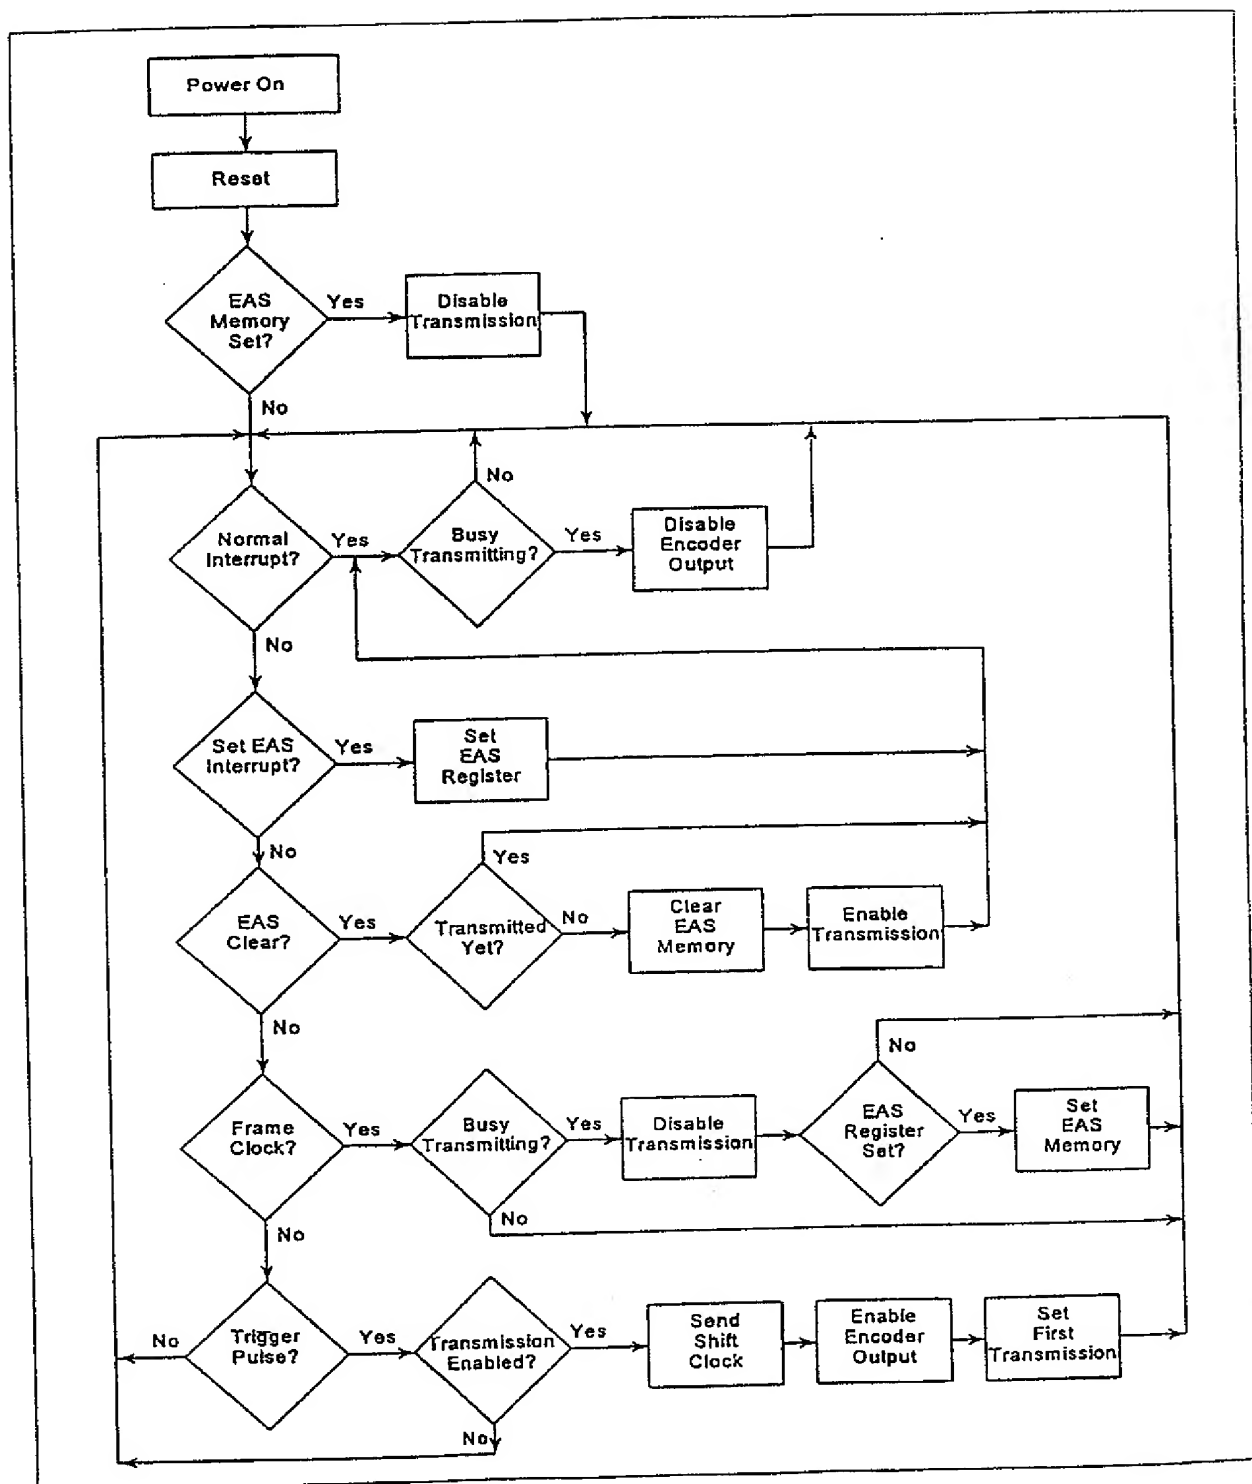 Power On
Reset
EAS
Memory
Set?
Yes
Disable
Transmission
No
Normal
Interrupt?
Yes
No
Busy
Transmitting?
Yes
Disable
Encoder
Output
No
Set EAS
Interrupt?
Yes
Set
EAS
Register
No
EAS
Clear?
Yes
Yes
Transmitted
Yet?
No
Clear
EAS
Memory
Enable
Transmission
No
Frame
Clock?
Yes
Busy
Transmitting?
Yes
Disable
Transmission
No
EAS
Register
Set?
Yes
Set
EAS
Memory
No
No
No
Trigger
Pulse?
Yes
Transmission
Enabled?
Yes
Send
Shift
Clock
Enable
Encoder
Output
Set
First
Transmission
No